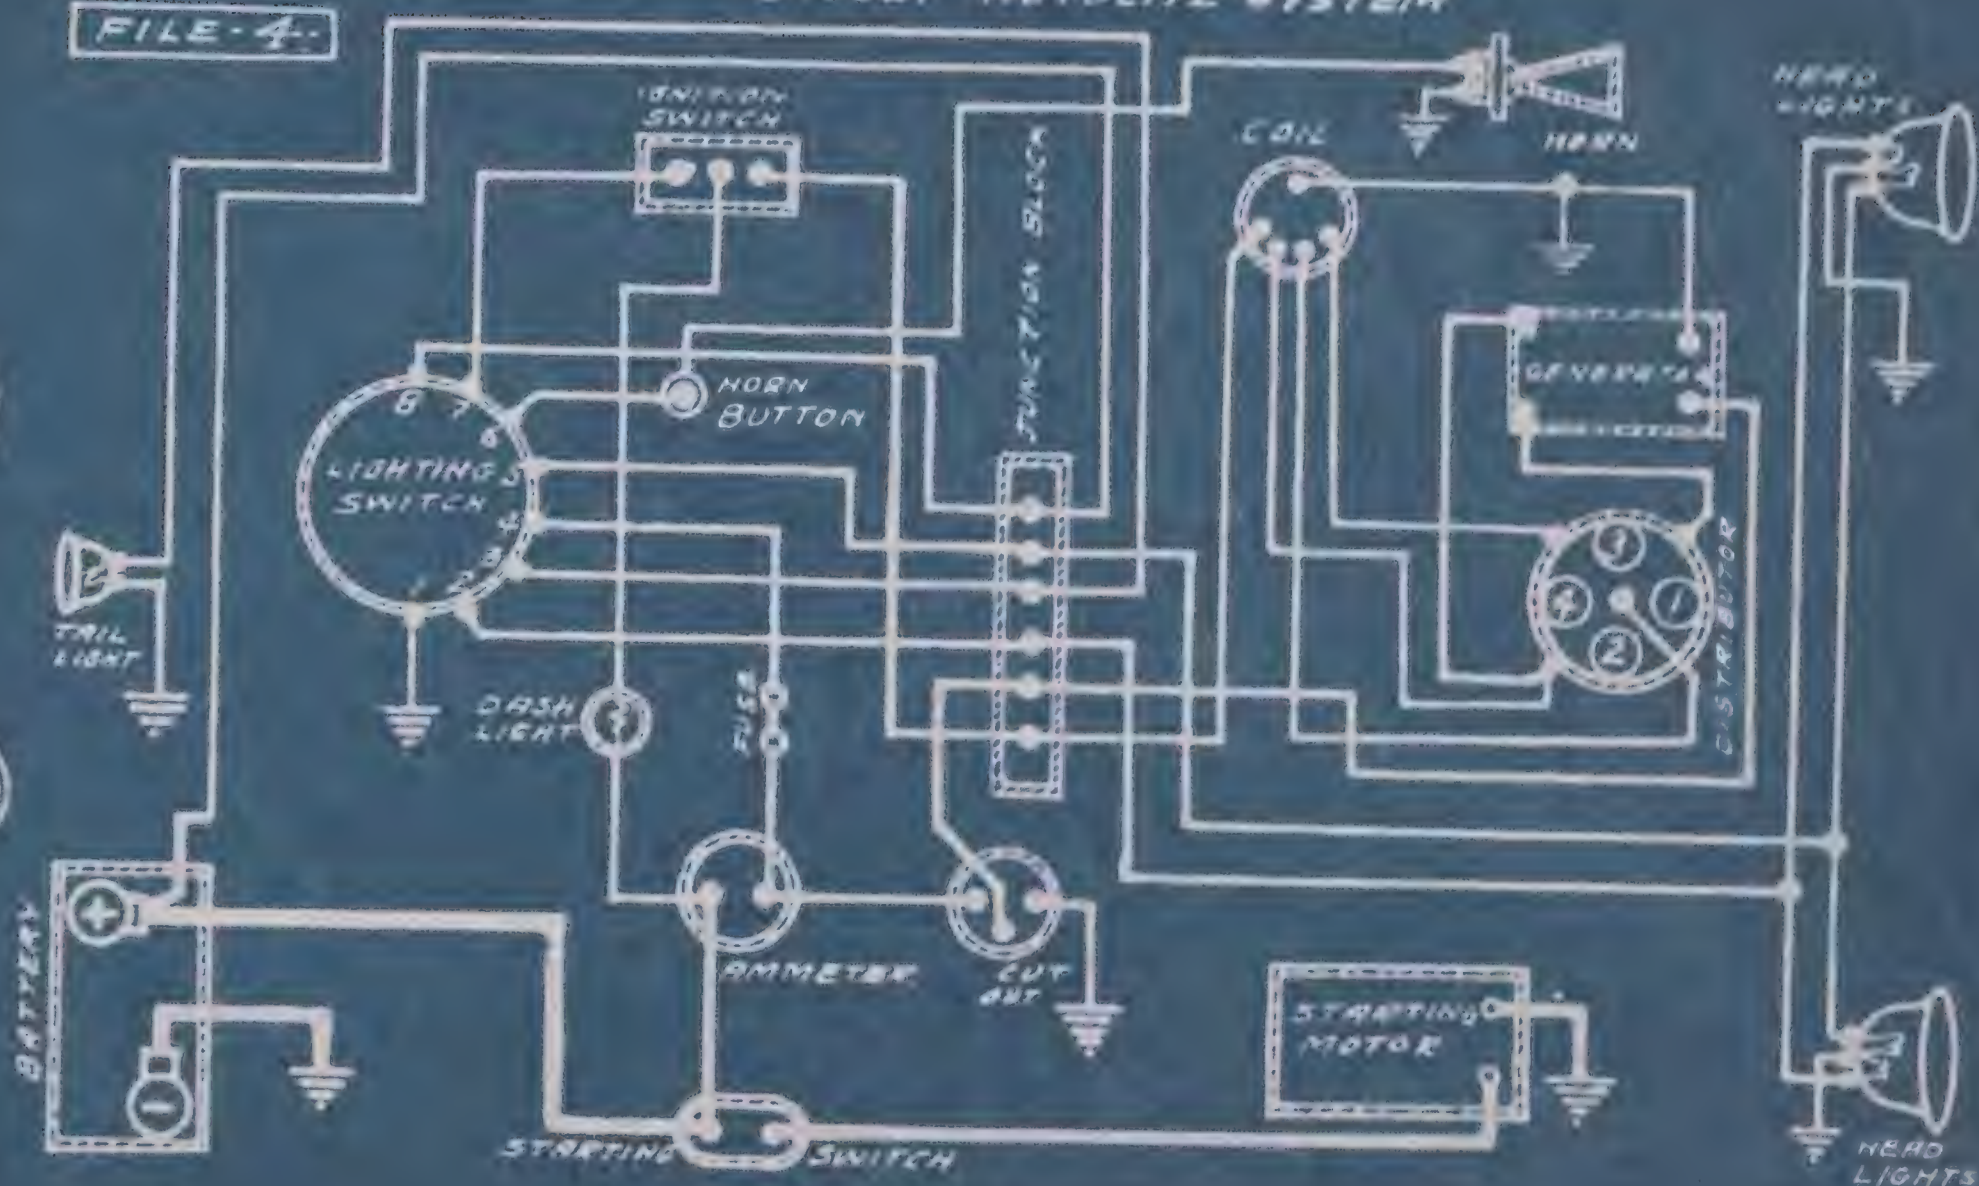 FILE-4-
SYSTEM
IGNITION
SWITCH
HEAD
LIGHTS
COIL
HORN
JUNCTION BLOCK
GENERATOR
HORN
BUTTON
8 7 6 5 4 3 2 1
LIGHTING
SWITCH
3
4 1
2
DISTRIBUTOR
TAIL
LIGHT
DASH
LIGHT
FUSE
BATTERY
+
-
AMMETER
CUT
OUT
STARTING
MOTOR
STARTING SWITCH
HEAD
LIGHTS